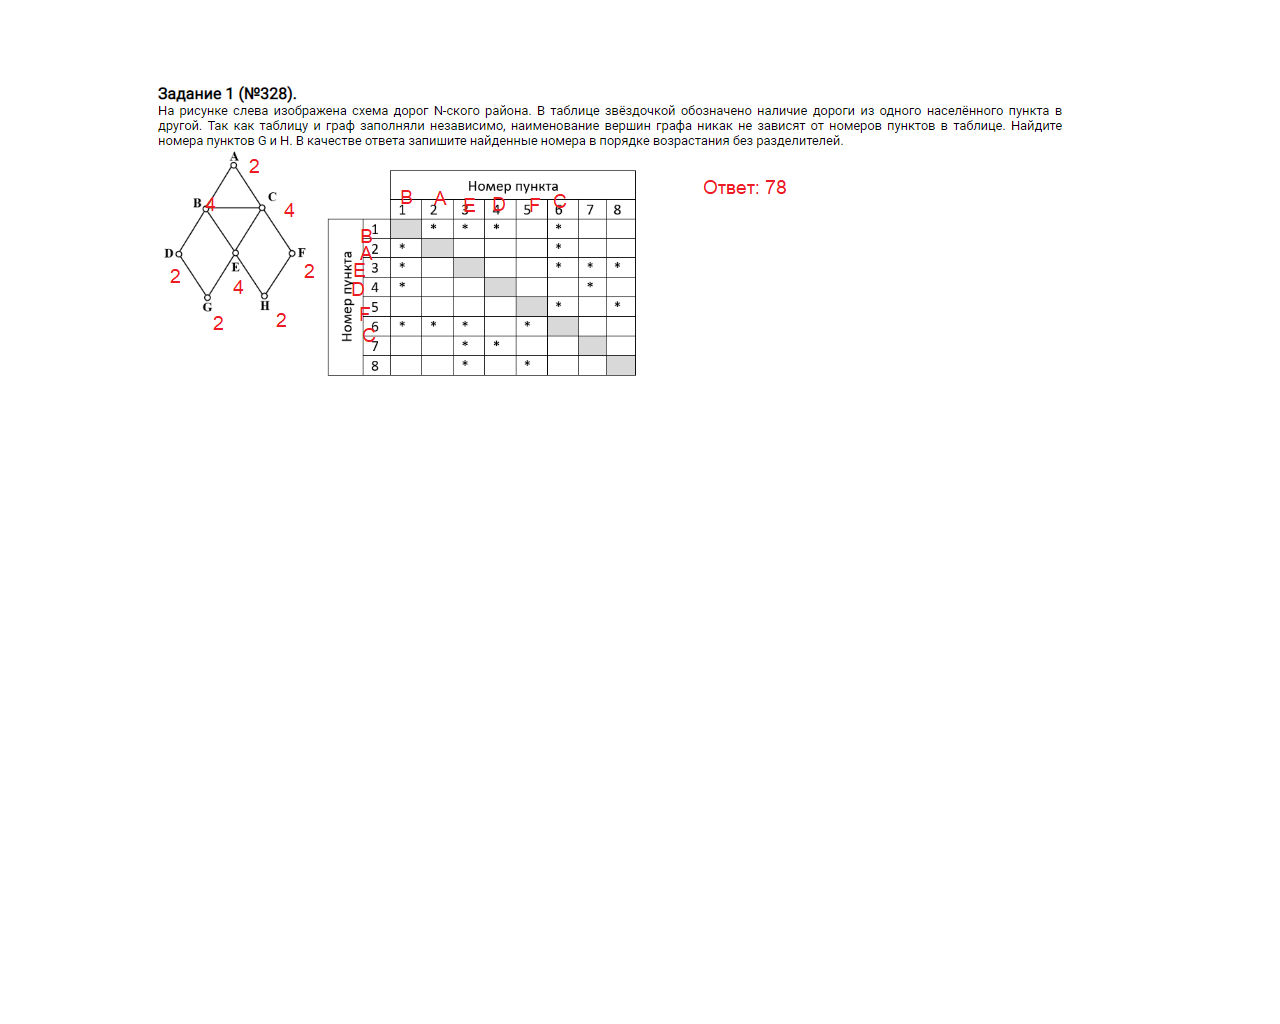 Задание 1 (№328).
На рисунке слева изображена схема дорог N-ского района. В таблице звёздочкой обозначено наличие дороги из одного населённого пункта в
другой. Так как таблицу и граф заполняли независимо, наименование вершин графа никак не зависят от номеров пунктов в таблице. Найдите
номера пунктов G и H. В качестве ответа запишите найденные номера в порядке возрастания без разделителей.
A 2
B 4 C 4
D 2 E 4 F 2
G 2 H 2
Номер пункта
B A E D F C
1 2 3 4 5 6 7 8
Номер пункта
B 1 * * * *
A 2 * *
E 3 * * * *
D 4 * *
F 5 * *
C 6 * * * *
7 * *
8 * *
Ответ: 78